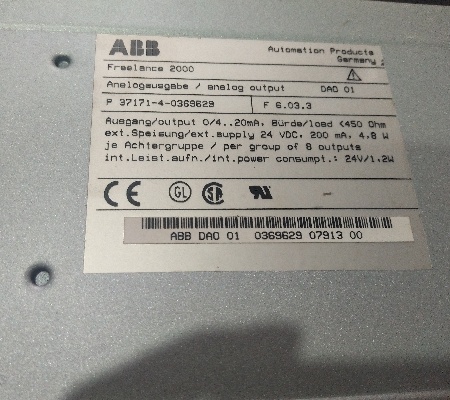 ABB Automation Products
Germany
Freelance 2000
Analogausgabe / analog output DAO 01
P 37171-4-0369629 F 6.03.3
Ausgang/output 0/4..20mA, Bürde/load <450 Ohm
ext.Speisung/ext.supply 24 VDC, 200 mA, 4,8 W
je Achtergruppe / per group of 8 outputs
int.Leist.aufn./int.power consumpt.: 24V/1,2W
CE GL SA UR –
ABB DAO 01 0369629 07913 00